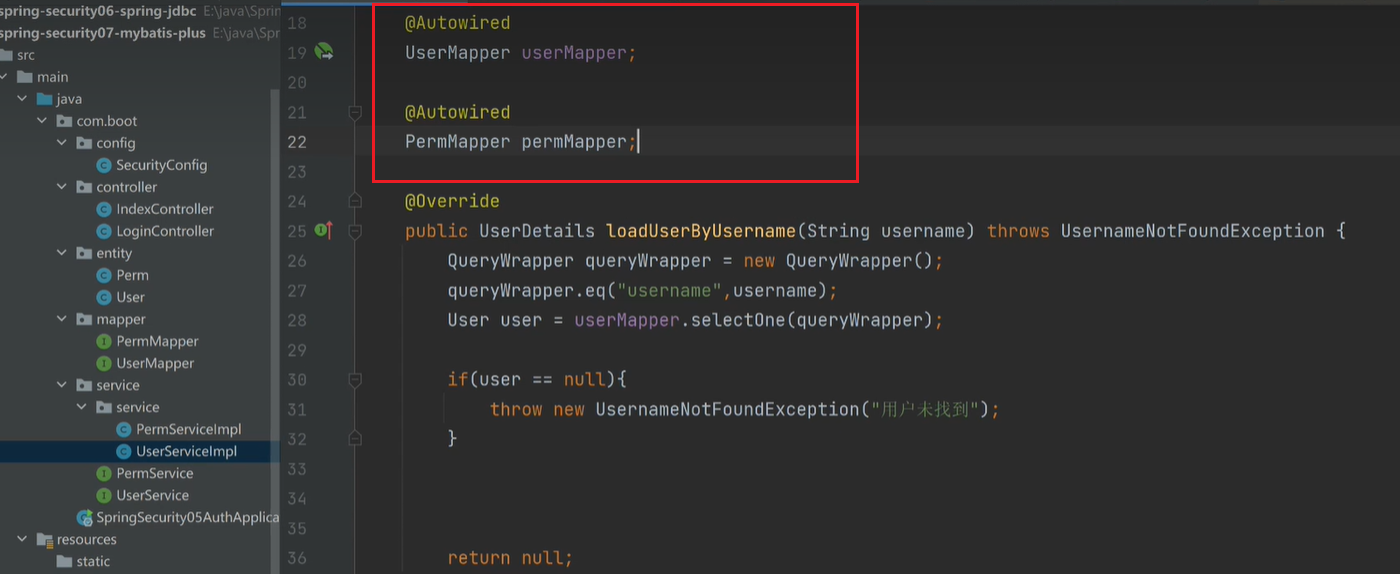 spring-security06-spring-jdbc E:\java\Sprin
spring-security07-mybatis-plus E:\java\Spr
src
main
java
com.boot
config
SecurityConfig
controller
IndexController
LoginController
entity
Perm
User
mapper
PermMapper
UserMapper
service
service
PermServiceImpl
UserServiceImpl
PermService
UserService
SpringSecurity05AuthApplica
resources
static
18 @Autowired
19 UserMapper userMapper;
20
21 @Autowired
22 PermMapper permMapper;
23
24 @Override
25 public UserDetails loadUserByUsername(String username) throws UsernameNotFoundException {
26 QueryWrapper queryWrapper = new QueryWrapper();
27 queryWrapper.eq("username",username);
28 User user = userMapper.selectOne(queryWrapper);
29
30 if(user == null){
31 throw new UsernameNotFoundException("用户未找到");
32 }
33
34
35
36 return null;